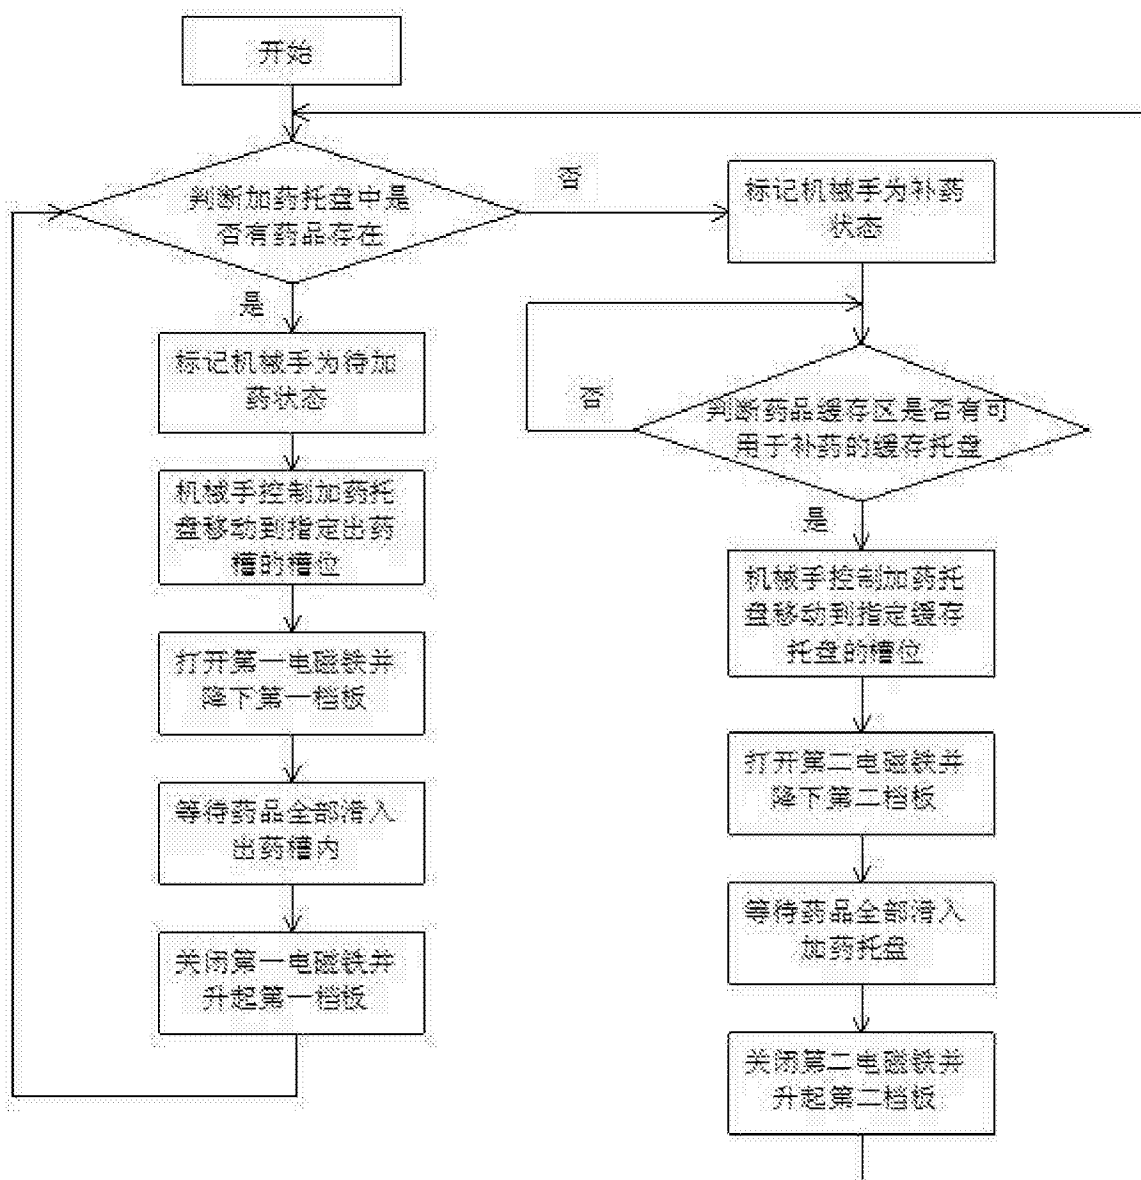 开始
判断加药托盘中是
否有药品存在
是
标记机械手为待加
药状态
机械手控制加药托
盘移动到指定出药
槽的槽位
打开第一电磁铁并
降下第一档板
等待药品全部滑入
出药槽内
关闭第一电磁铁并
升起第一档板
否
标记机械手为补药
状态
否
判断药品缓存区是否有可
用于补药的缓存托盘
是
机械手控制加药托
盘移动到指定缓存
托盘的槽位
打开第二电磁铁并
降下第二档板
等待药品全部滑入
加药托盘
关闭第二电磁铁并
升起第二档板